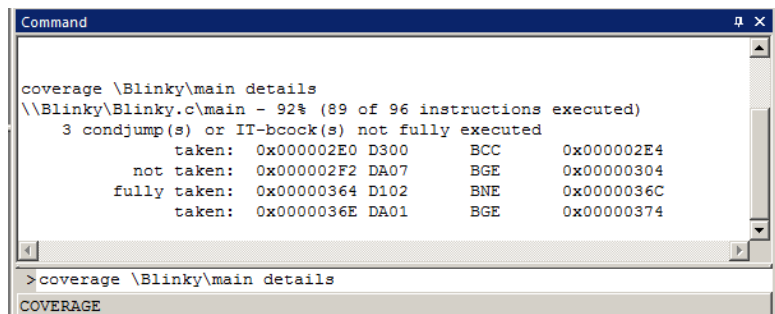 Command
coverage \Blinky\main details
\\Blinky\Blinky.c\main - 92% (89 of 96 instructions executed)
3 condjump(s) or IT-bcock(s) not fully executed
taken: 0x000002E0 D300 BCC 0x000002E4
not taken: 0x000002F2 DA07 BGE 0x00000304
fully taken: 0x00000364 D102 BNE 0x0000036C
taken: 0x0000036E DA01 BGE 0x00000374
>coverage \Blinky\main details
COVERAGE